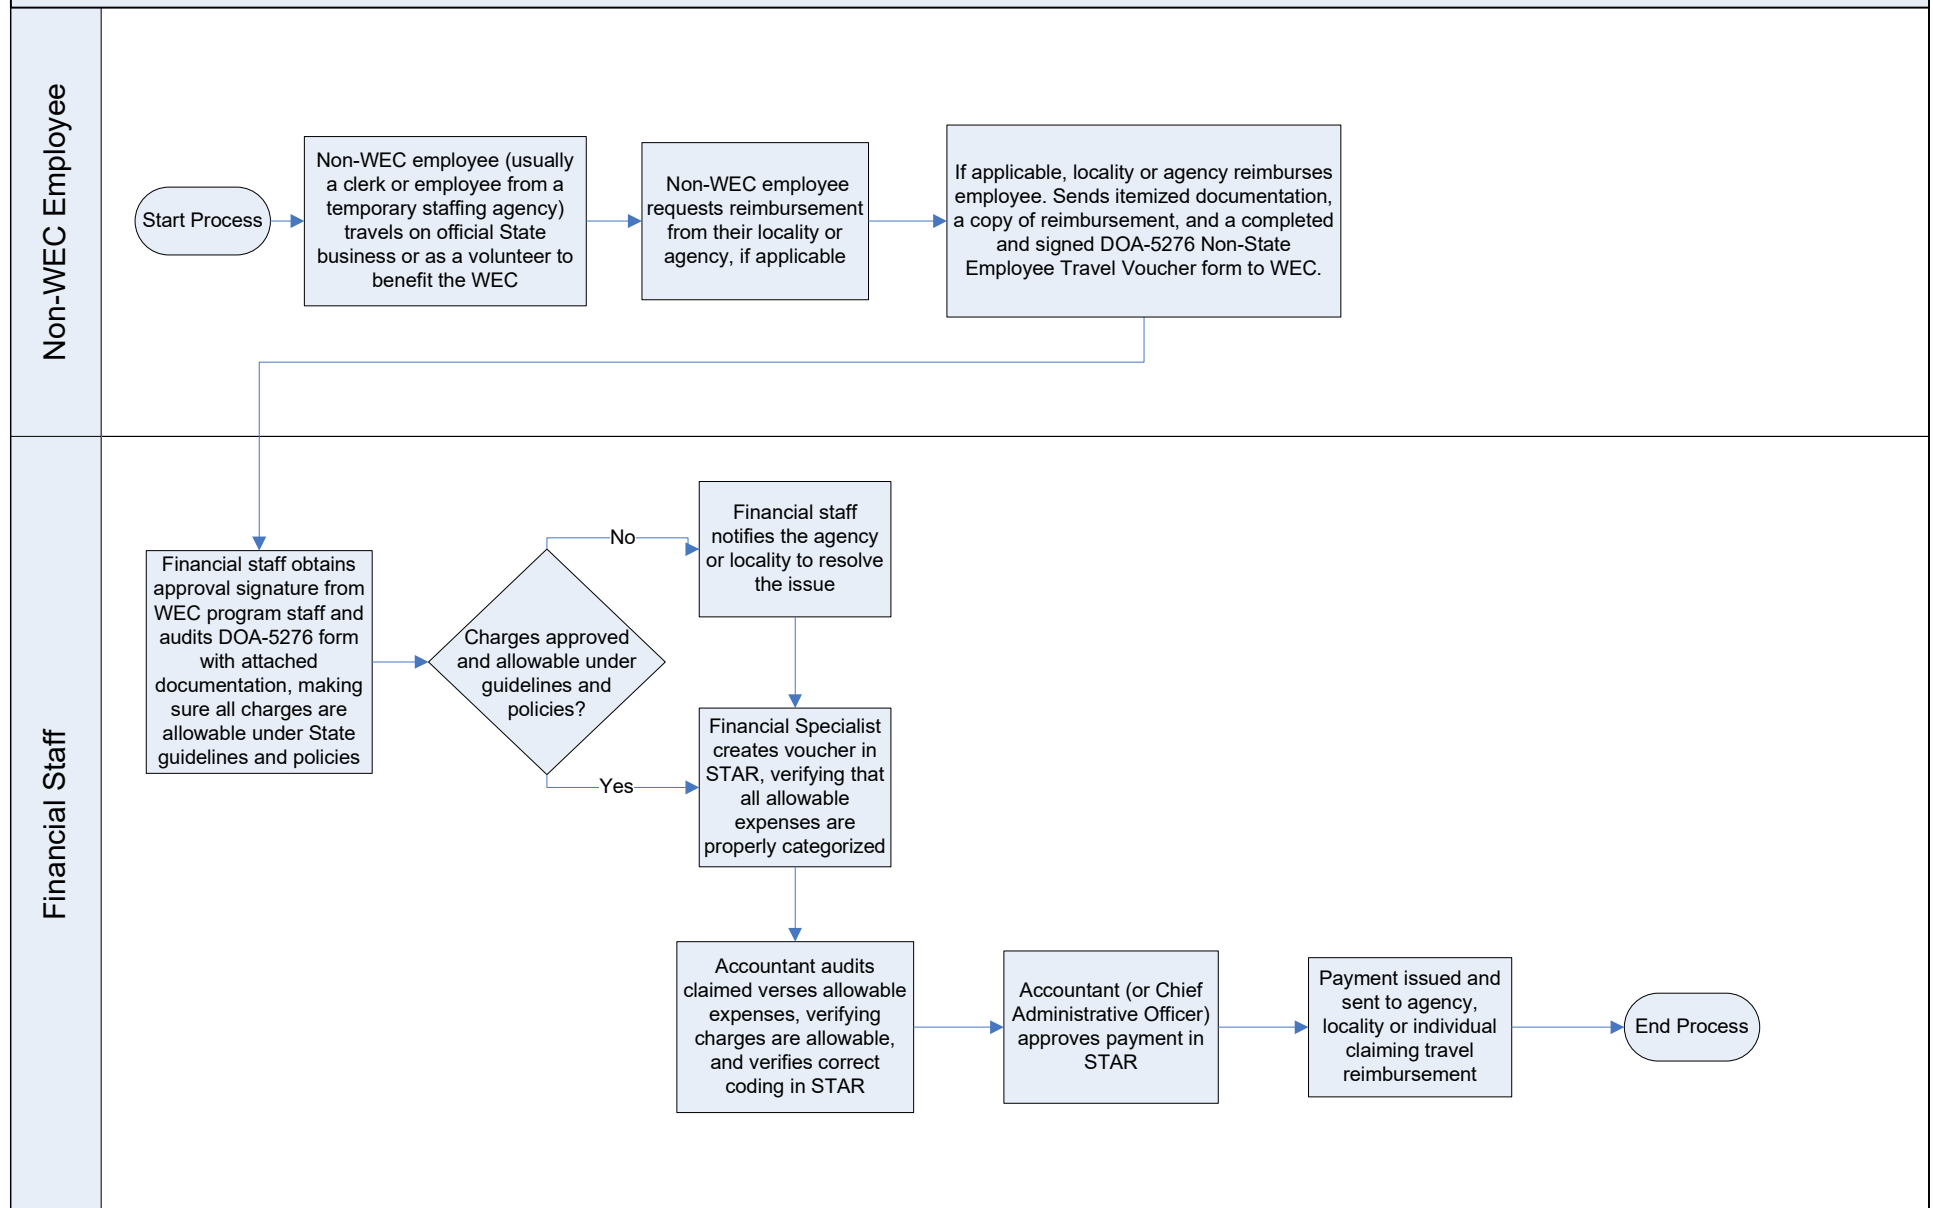 Non-WEC Employee
Start Process
Non-WEC employee (usually
a clerk or employee from a
temporary staffing agency)
travels on official State
business or as a volunteer to
benefit the WEC
Non-WEC employee
requests reimbursement
from their locality or
agency, if applicable
If applicable, locality or agency reimburses
employee. Sends itemized documentation,
a copy of reimbursement, and a completed
and signed DOA-5276 Non-State
Employee Travel Voucher form to WEC.
Financial Staff
Financial staff obtains
approval signature from
WEC program staff and
audits DOA-5276 form
with attached
documentation, making
sure all charges are
allowable under State
guidelines and policies
Charges approved
and allowable under
guidelines and
policies?
No
Financial staff
notifies the agency
or locality to resolve
the issue
Yes
Financial Specialist
creates voucher in
STAR, verifying that
all allowable
expenses are
properly categorized
Accountant audits
claimed verses allowable
expenses, verifying
charges are allowable,
and verifies correct
coding in STAR
Accountant (or Chief
Administrative Officer)
approves payment in
STAR
Payment issued and
sent to agency,
locality or individual
claiming travel
reimbursement
End Process